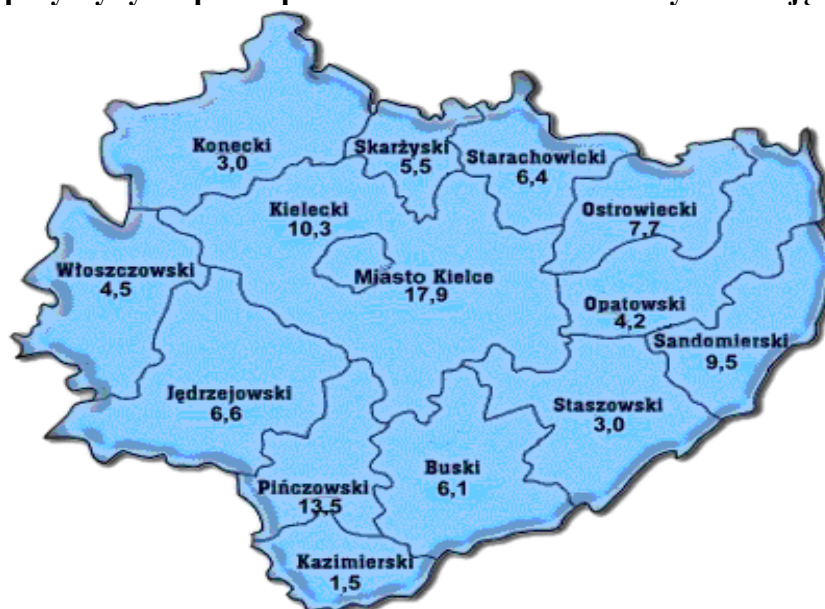 Konecki
3,0
Skarżyski
5,5
Starachowicki
6,4
Kielecki
10,3
Ostrowiecki
7,7
Włoszczowski
4,5
Miasto Kielce
17,9
Opatowski
4,2
Sandomierski
9,5
Jędrzejowski
6,6
Staszowski
3,0
Buski
6,1
Pińczowski
13,5
Kazimierski
1,5